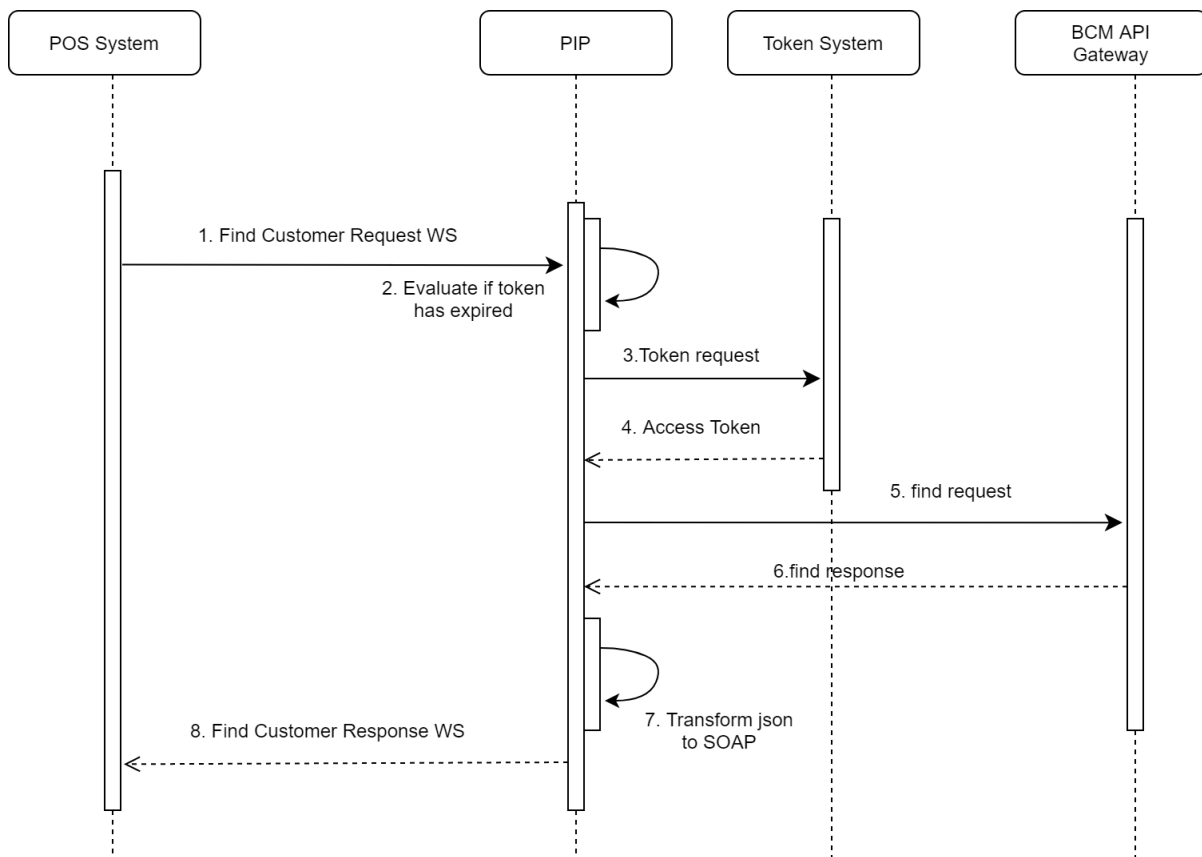 POS System
PIP
Token System
BCM API
Gateway
1. Find Customer Request WS
2. Evaluate if token
has expired
3.Token request
4. Access Token
5. find request
6.find response
7. Transform json
to SOAP
8. Find Customer Response WS